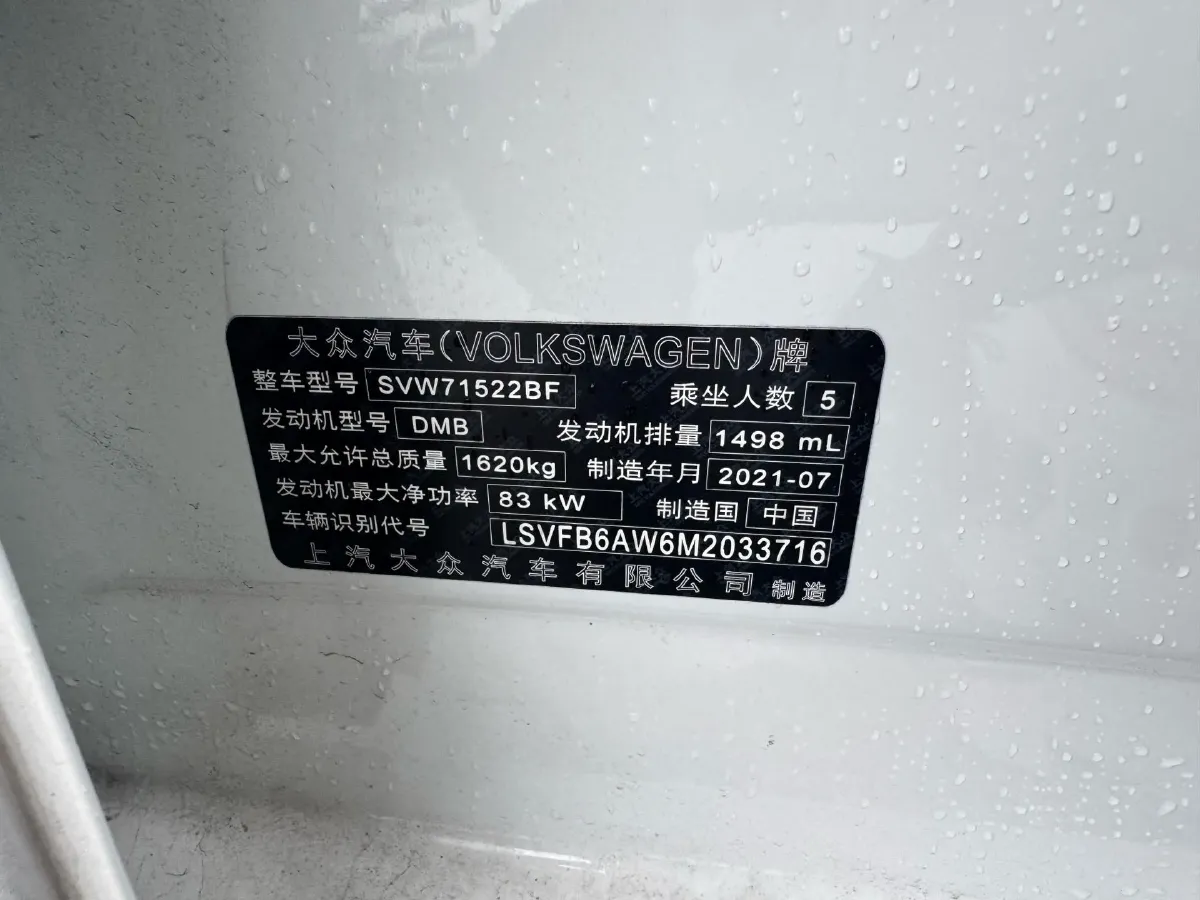 大众汽车(VOLKSWAGEN)牌
整车型号 SVW71522BF 乘坐人数 5
发动机型号 DMB 发动机排量 1498 mL
最大允许总质量 1620kg 制造年月 2021-07
发动机最大净功率 83 kW 制造国 中国
车辆识别代号 LSVFB6AW6M2033716
上汽大众汽车有限公司 制造